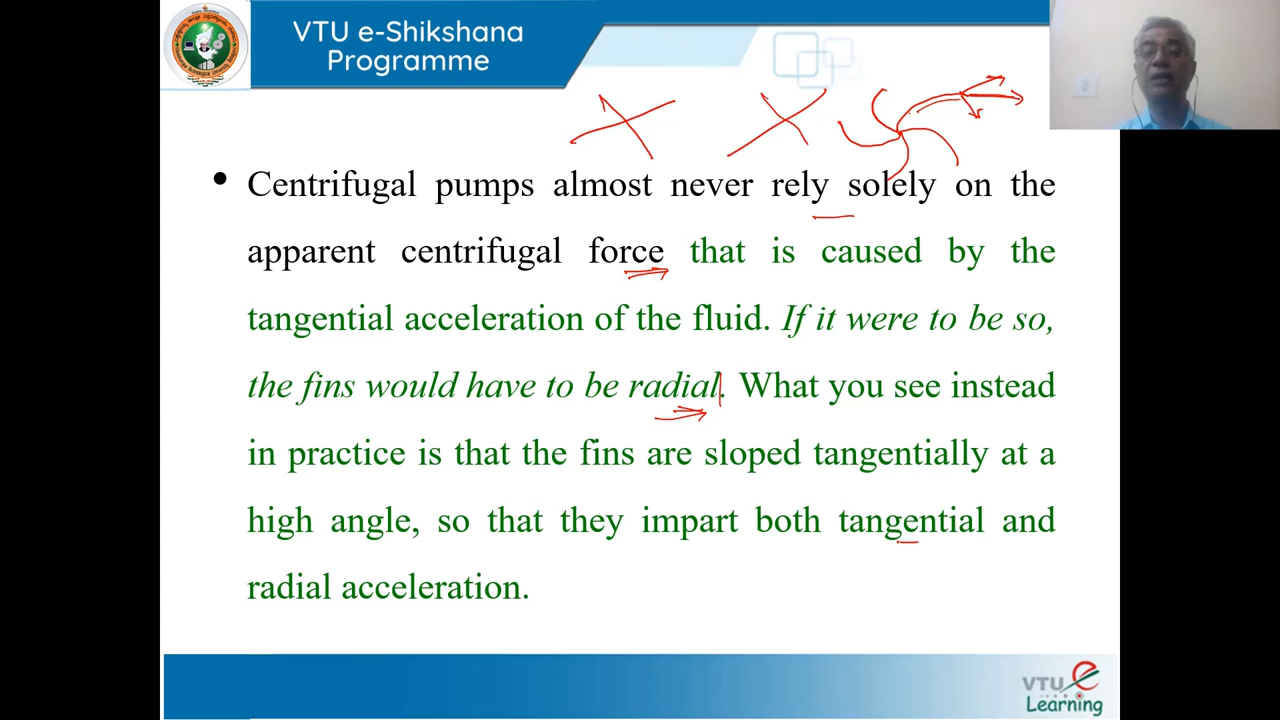 VTU e-Shikshana
Programme
• Centrifugal pumps almost never rely solely on the
apparent centrifugal force that is caused by the
tangential acceleration of the fluid. If it were to be so,
the fins would have to be radial. What you see instead
in practice is that the fins are sloped tangentially at a
high angle, so that they impart both tangential and
radial acceleration.
VTU e
Learning